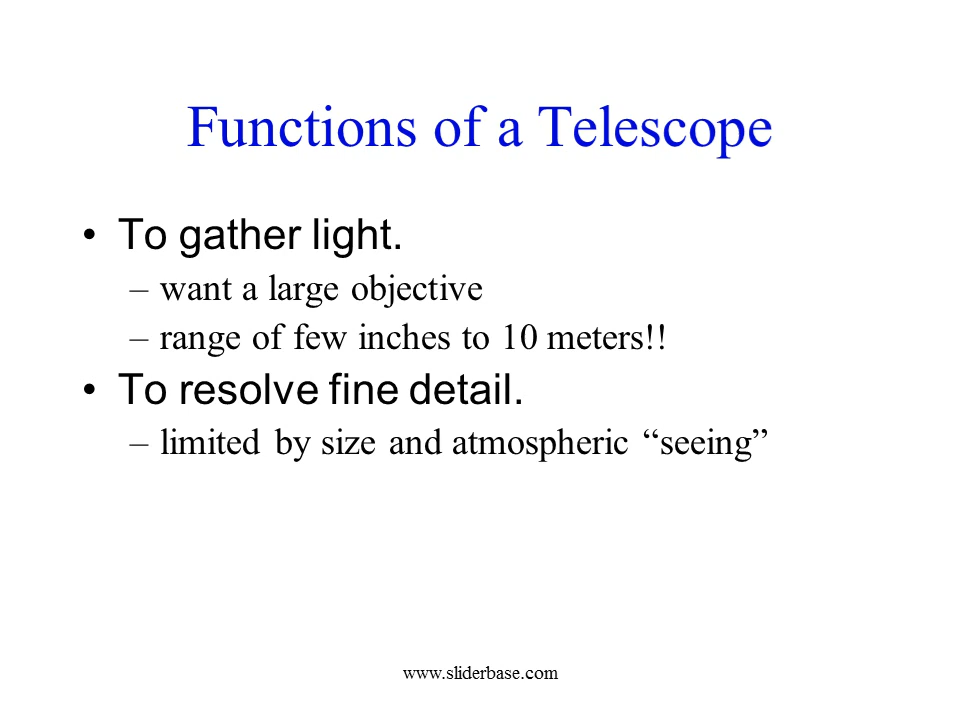 Functions of a Telescope
• To gather light.
– want a large objective
– range of few inches to 10 meters!!
• To resolve fine detail.
– limited by size and atmospheric “seeing”
www.sliderbase.com